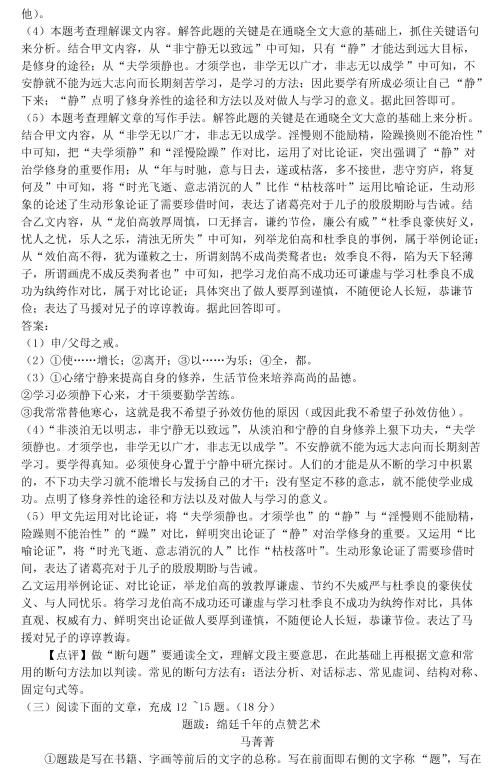 他）。
（4）本题考查理解课文内容。解答此题的关键是在通晓全文大意的基础上，抓住关键语句
来分析。结合甲文内容，从“非宁静无以致远”中可知，只有“静”才能达到远大目标，
是修身的途径；从“夫学须静也。才须学也，非学无以广才，非志无以成学”中可知，不
安静就不能为远大志向而长期刻苦学习，是学习的方法；因此要学有所成必须让自己“静”
下来；“静”点明了修身养性的途径和方法以及对做人与学习的意义。据此回答即可。
（5）本题考查理解文章的写作手法。解答此题的关键是在通晓全文大意的基础上来分析。
结合甲文内容，从“非学无以广才，非志无以成学。淫慢则不能励精，险躁换则不能冶性”
中可知，把“夫学须静”和“淫慢险躁”作对比，运用了对比论证，突出强调了“静”对
治学修身的重要作用；从“年与时驰，意与日去，遂成枯落，多不接世，悲守穷庐，将复
何及”中可知，将“时光飞逝、意志消沉的人”比作“枯枝落叶”运用比喻论证，生动形
象的论述了生动形象论证了需要珍惜时间，表达了诸葛亮对于儿子的殷殷期盼与告诫。结
合乙文内容，从“龙伯高敦厚周慎，口无择言，谦约节俭，廉公有威”“杜季良豪侠好义，
忧人之忧，乐人之乐，清浊无所失”中可知，列举龙伯高和杜季良的事例，属于举例论证；
从“效伯高不得，犹为谨敕之士，所谓刻鹄不成尚类鹜者也；效季良不得，陷为天下轻薄
子，所谓画虎不成反类狗者也”中可知，把学习龙伯高不成功还可谦虚与学习杜季良不成
功为纨绔作对比，属于对比论证；具体突出了做人要厚到谨慎，不随便论人长短，恭谦节
俭；表达了马援对兄子的谆谆教诲。据此回答即可。
答案：
（1）申/父母之戒。
（2）①使……增长；②离开；③以……为乐；④全，都。
（3）①心绪宁静来提高自身的修养，生活节俭来培养高尚的品德。
②学习必须静下心来，才干须要勤学苦练。
③我常常替他寒心，这就是我不希望子孙效仿他的原因（或因此我不希望子孙效仿他）。
（4）“非淡泊无以明志，非宁静无以致远”，从淡泊和宁静的自身修养上狠下功夫，“夫学
须静也。才须学也，非学无以广才，非志无以成学”。不安静就不能为远大志向而长期刻苦
学习。要学得真知。必须使身心置于宁静中研宄探讨。人们的才能是从不断的学习中枳累
的，不下功夫学习就不能增长与发扬自己的才干；没有坚定不移的意志，就不能使学业成
功。点明了修身养性的途径和方法以及对做人与学习的意义。
（5）甲文先运用对比论证，将“夫学须静也。才须学也”的“静”与“淫慢则不能励精，
险躁则不能治性”的“躁”对比，鲜明突出论证了“静”对治学修身的重要。又运用“比
喻论证”，将“时光飞逝、意志消沉的人”比作“枯枝落叶”。生动形象论证了需要珍惜时
间，表达了诸葛亮对于儿子的殷殷期盼与告诫。
乙文运用举例论证、对比论证，举龙伯高的敦教厚谦虚、节约不失威严与杜季良的豪侠仗
义、与人同忧乐。将学习龙伯高不成功还可谦虚与学习杜季良不成功为纨绔作对比，具体
直观、权威有力、鲜明突出论证做人要厚到谨慎，不随便论人短长，恭谦节俭。表达了马
援对兄子的谆谆教诲。
【点评】做“断句题”要通读全文，理解文段主要意思，在此基础上再根据文意和常
用的断句方法加以判读。常见的断句方法有：语法分析、对话标志、常见虚词、结构对称、
固定句式等。
（三）阅读下面的文章，充成 12 ~15 题。（18 分）
题跋：绵延千年的点赞艺术
马菁菁
①题跋是写在书籍、字画等前后的文字的总称。写在前面即右侧的文字称“题”，写在